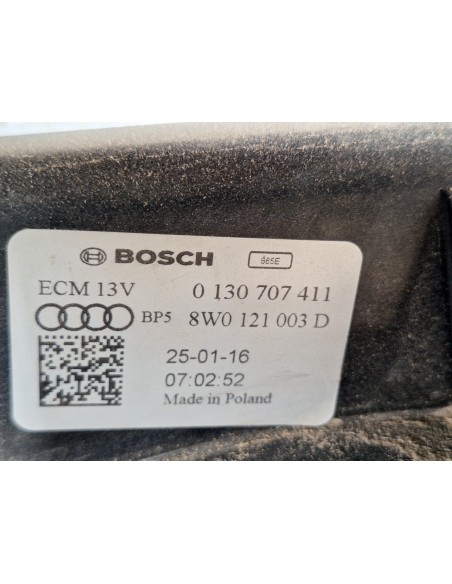 BOSCH 865E
ECM 13V 0 130 707 411
BP5 8W0 121 003 D
25-01-16
07:02:52
Made in Poland